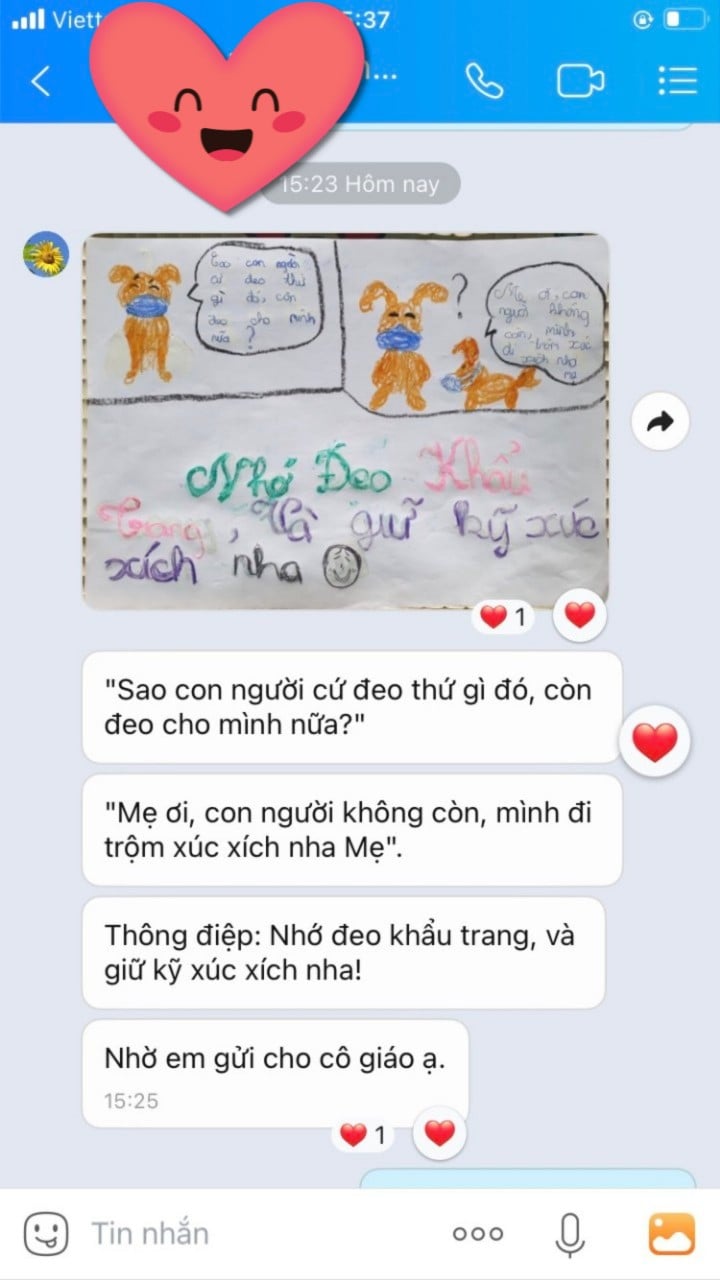 Viett
:37
15:23 Hôm nay
Sao con người
cứ đeo thứ
gì đó, còn
đeo cho mình
nữa ?
?
Mẹ ơi, con
người không
còn, mình
đi trộm xúc
xích nha
mẹ
Nhớ Đeo Khẩu
Trang, Và giữ kỹ xúc
xích nha
1
"Sao con người cứ đeo thứ gì đó, còn
đeo cho mình nữa?"
"Mẹ ơi, con người không còn, mình đi
trộm xúc xích nha Mẹ".
Thông điệp: Nhớ đeo khẩu trang, và
giữ kỹ xúc xích nha!
Nhờ em gửi cho cô giáo ạ.
15:25
1
Tin nhắn